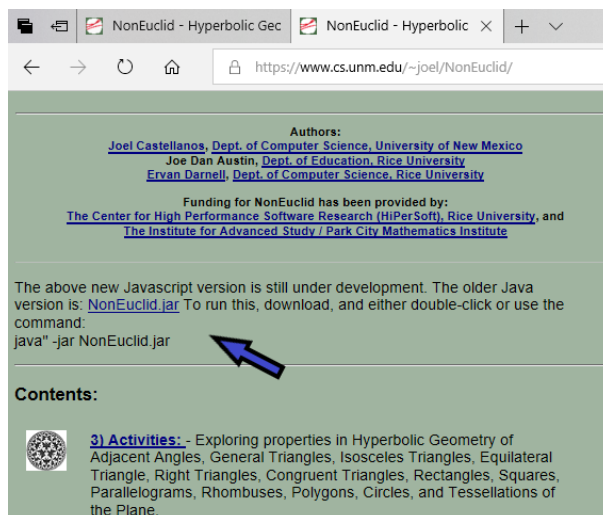 NonEuclid - Hyperbolic Gec
NonEuclid - Hyperbolic
https://www.cs.unm.edu/~joel/NonEuclid/
Authors:
Joel Castellanos, Dept. of Computer Science, University of New Mexico
Joe Dan Austin, Dept. of Education, Rice University
Ervan Darnell, Dept. of Computer Science, Rice University
Funding for NonEuclid has been provided by:
The Center for High Performance Software Research (HiPerSoft), Rice University, and
The Institute for Advanced Study / Park City Mathematics Institute
The above new Javascript version is still under development. The older Java
version is: NonEuclid.jar To run this, download, and either double-click or use the
command:
java" -jar NonEuclid.jar
Contents:
3) Activities: - Exploring properties in Hyperbolic Geometry of
Adjacent Angles, General Triangles, Isosceles Triangles, Equilateral
Triangle, Right Triangles, Congruent Triangles, Rectangles, Squares,
Parallelograms, Rhombuses, Polygons, Circles, and Tessellations of
the Plane.